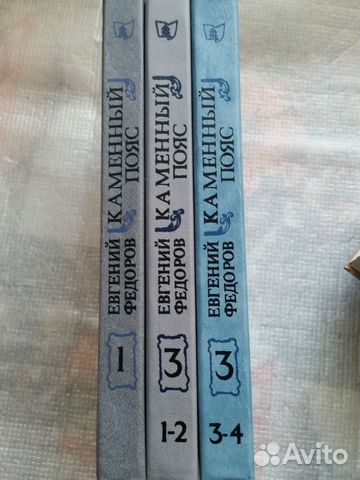 ЕВГЕНИЙ
ФЕДОРОВ
КАМЕННЫЙ
ПОЯС
1
ЕВГЕНИЙ
ФЕДОРОВ
КАМЕННЫЙ
ПОЯС
3
1-2
ЕВГЕНИЙ
ФЕДОРОВ
КАМЕННЫЙ
ПОЯС
3
3-4
Avito